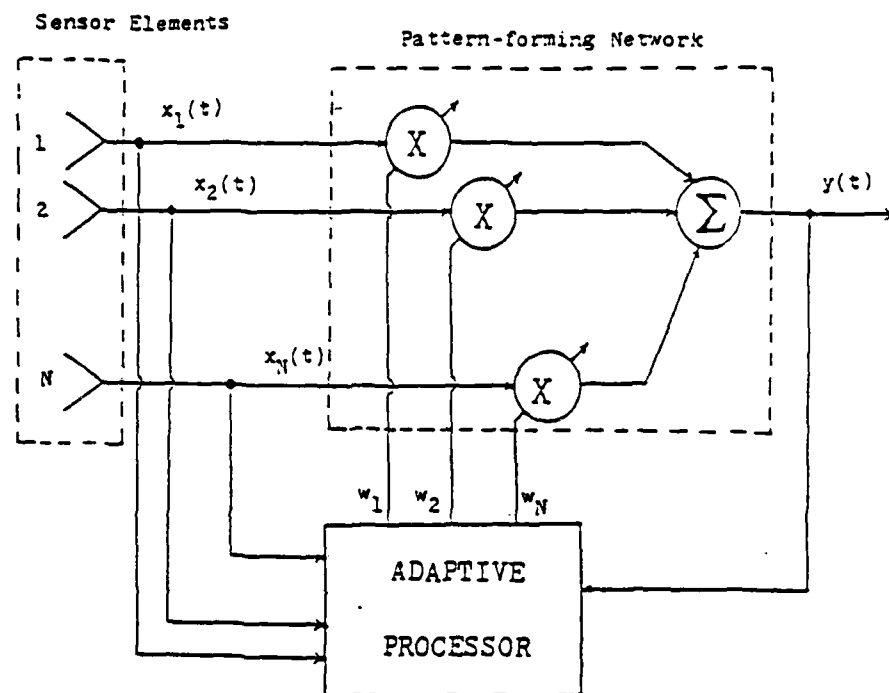 Sensor Elements
Pattern-forming Network
1
x1(t)
X
2
x2(t)
X
Σ
y(t)
N
xN(t)
X
w1
w2
wN
ADAPTIVE
PROCESSOR